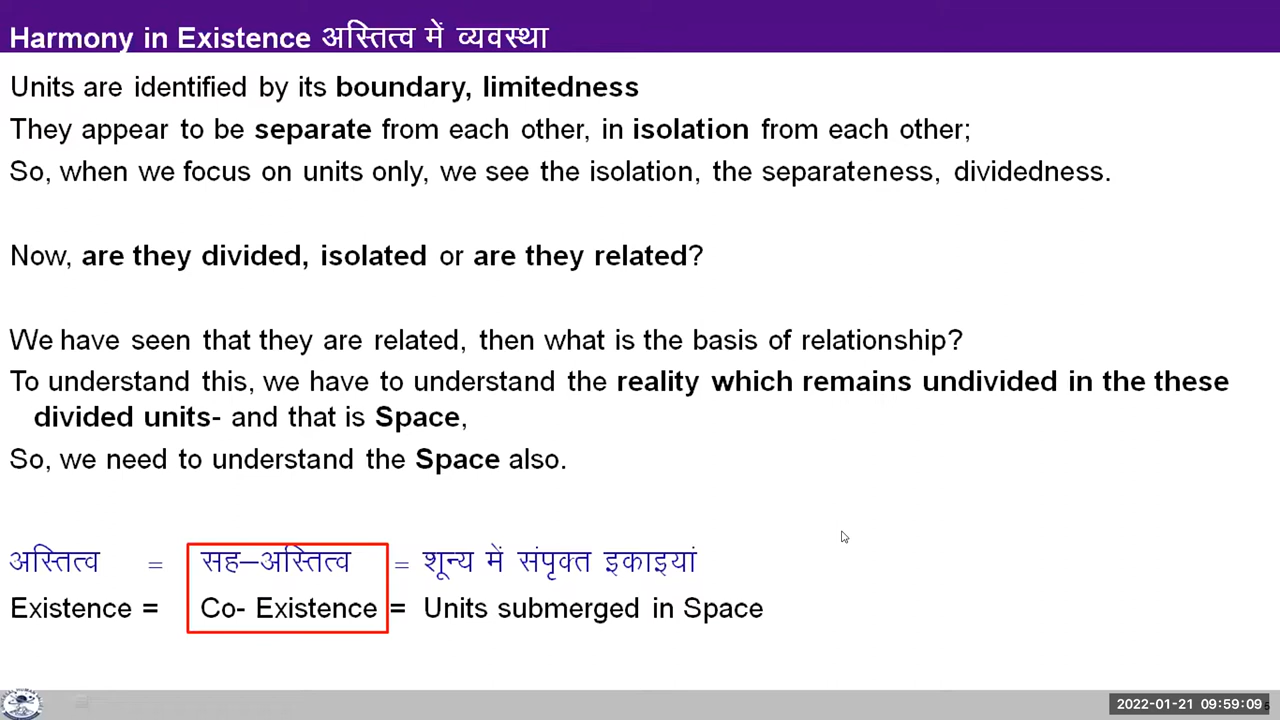 Harmony in Existence अस्तित्व में व्यवस्था
Units are identified by its boundary, limitedness
They appear to be separate from each other, in isolation from each other;
So, when we focus on units only, we see the isolation, the separateness, dividedness.
Now, are they divided, isolated or are they related?
We have seen that they are related, then what is the basis of relationship?
To understand this, we have to understand the reality which remains undivided in the these
divided units- and that is Space,
So, we need to understand the Space also.
अस्तित्व = सह–अस्तित्व = शून्य में संपृक्त इकाइयां
Existence = Co- Existence = Units submerged in Space
2022-01-21 09:59:09